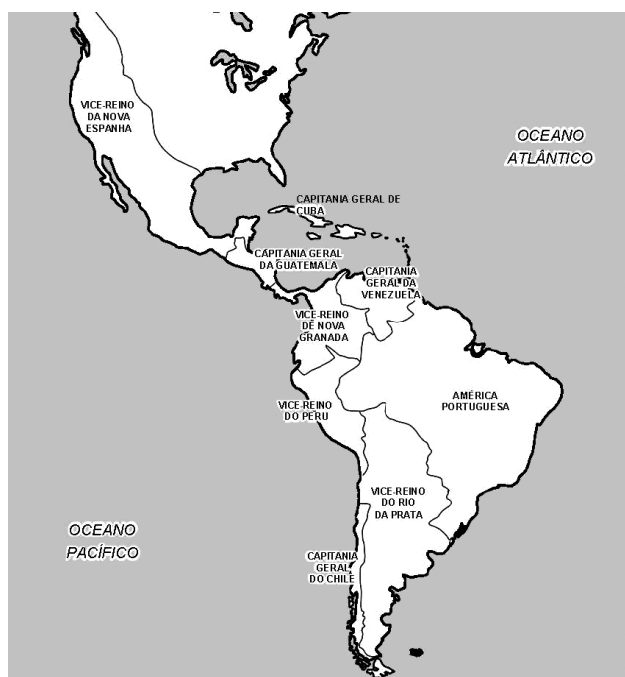 VICE-REINO
DA NOVA
ESPANHA
OCEANO
ATLÂNTICO
CAPITANIA GERAL DE
CUBA
CAPITANIA GERAL
DA GUATEMALA
CAPITANIA
GERAL DA
VENEZUELA
VICE-REINO
DE NOVA
GRANADA
AMÉRICA
PORTUGUESA
VICE-REINO
DO PERU
VICE-REINO
DO RIO
DA PRATA
OCEANO
PACÍFICO
CAPITANIA
GERAL
DO CHILE